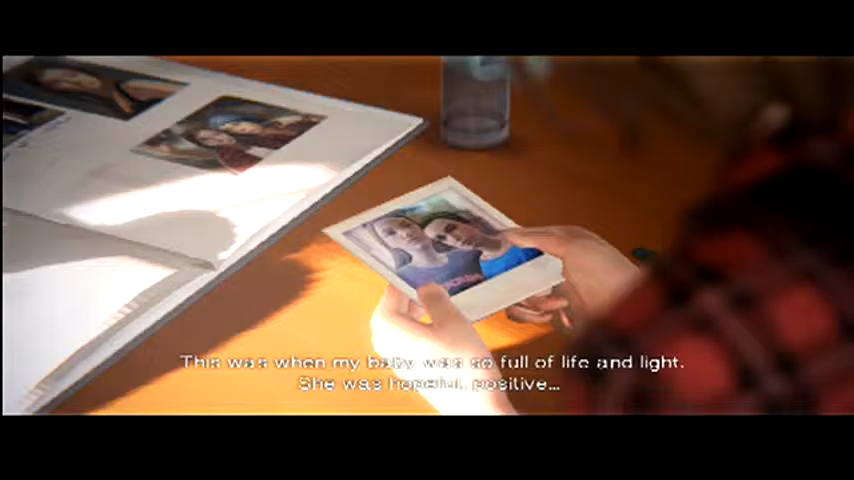 This was when my baby was so full of life and light.
She was hopeful, positive...